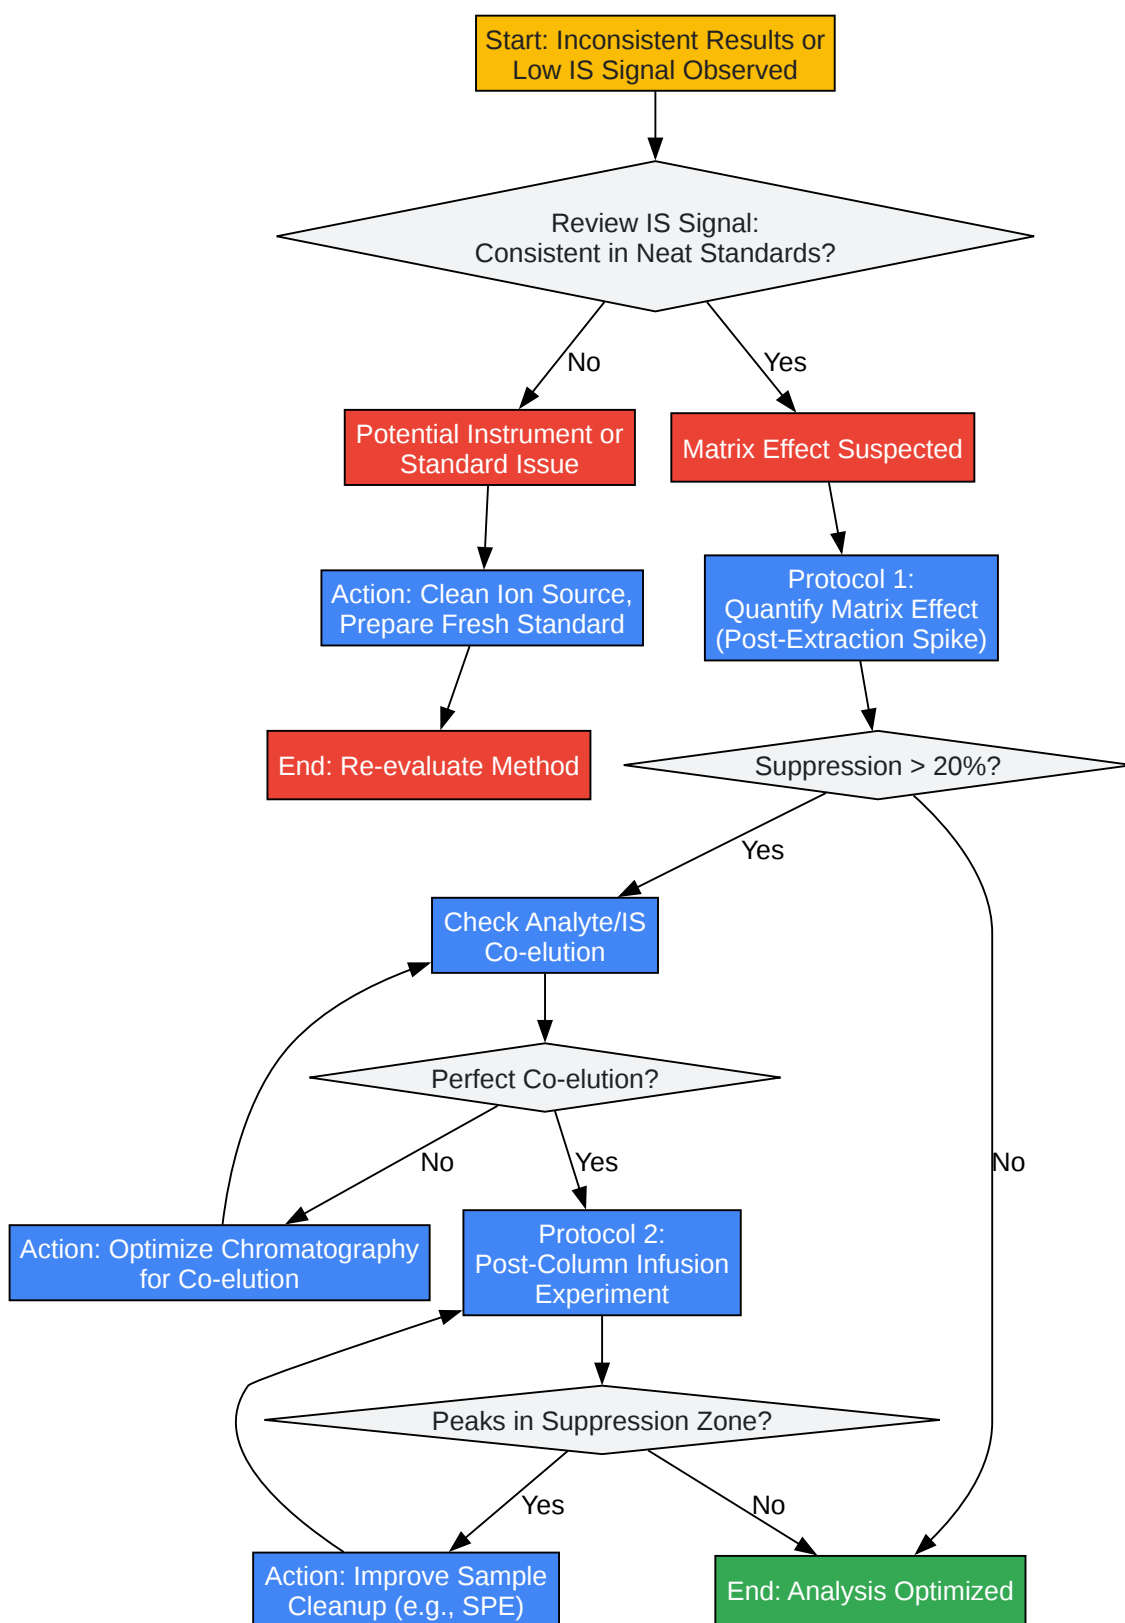 Start: Inconsistent Results or
Low IS Signal Observed
Review IS Signal:
Consistent in Neat Standards?
No
Yes
Potential Instrument or
Standard Issue
Matrix Effect Suspected
Action: Clean Ion Source,
Prepare Fresh Standard
Protocol 1:
Quantify Matrix Effect
(Post-Extraction Spike)
End: Re-evaluate Method
Suppression > 20%?
Yes
Check Analyte/IS
Co-elution
Perfect Co-elution?
No
Yes
No
Action: Optimize Chromatography
for Co-elution
Protocol 2:
Post-Column Infusion
Experiment
Peaks in Suppression Zone?
Yes
No
Action: Improve Sample
Cleanup (e.g., SPE)
End: Analysis Optimized